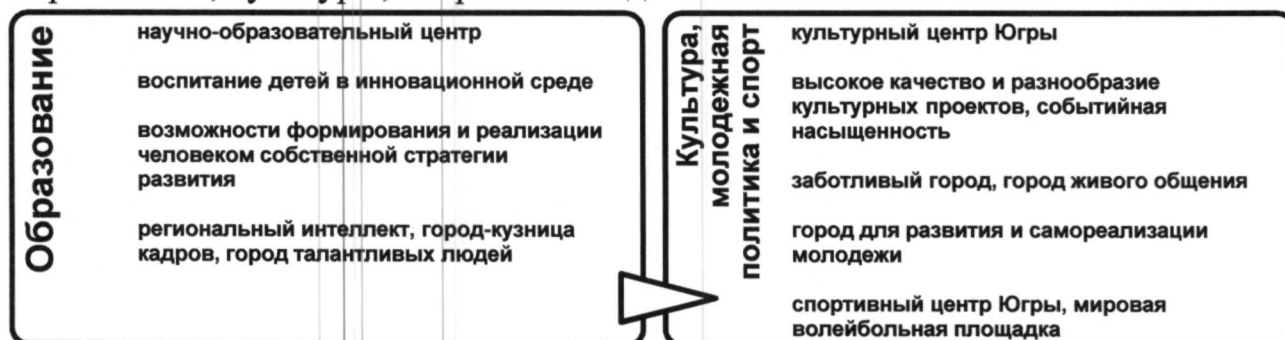 Образование
научно-образовательный центр
воспитание детей в инновационной среде
возможности формирования и реализации
человеком собственной стратегии
развития
региональный интеллект, город-кузница
кадров, город талантливых людей
Культура,
молодежная
политика и спорт
культурный центр Югры
высокое качество и разнообразие
культурных проектов, событийная
насыщенность
заботливый город, город живого общения
город для развития и самореализации
молодежи
спортивный центр Югры, мировая
волейбольная площадка